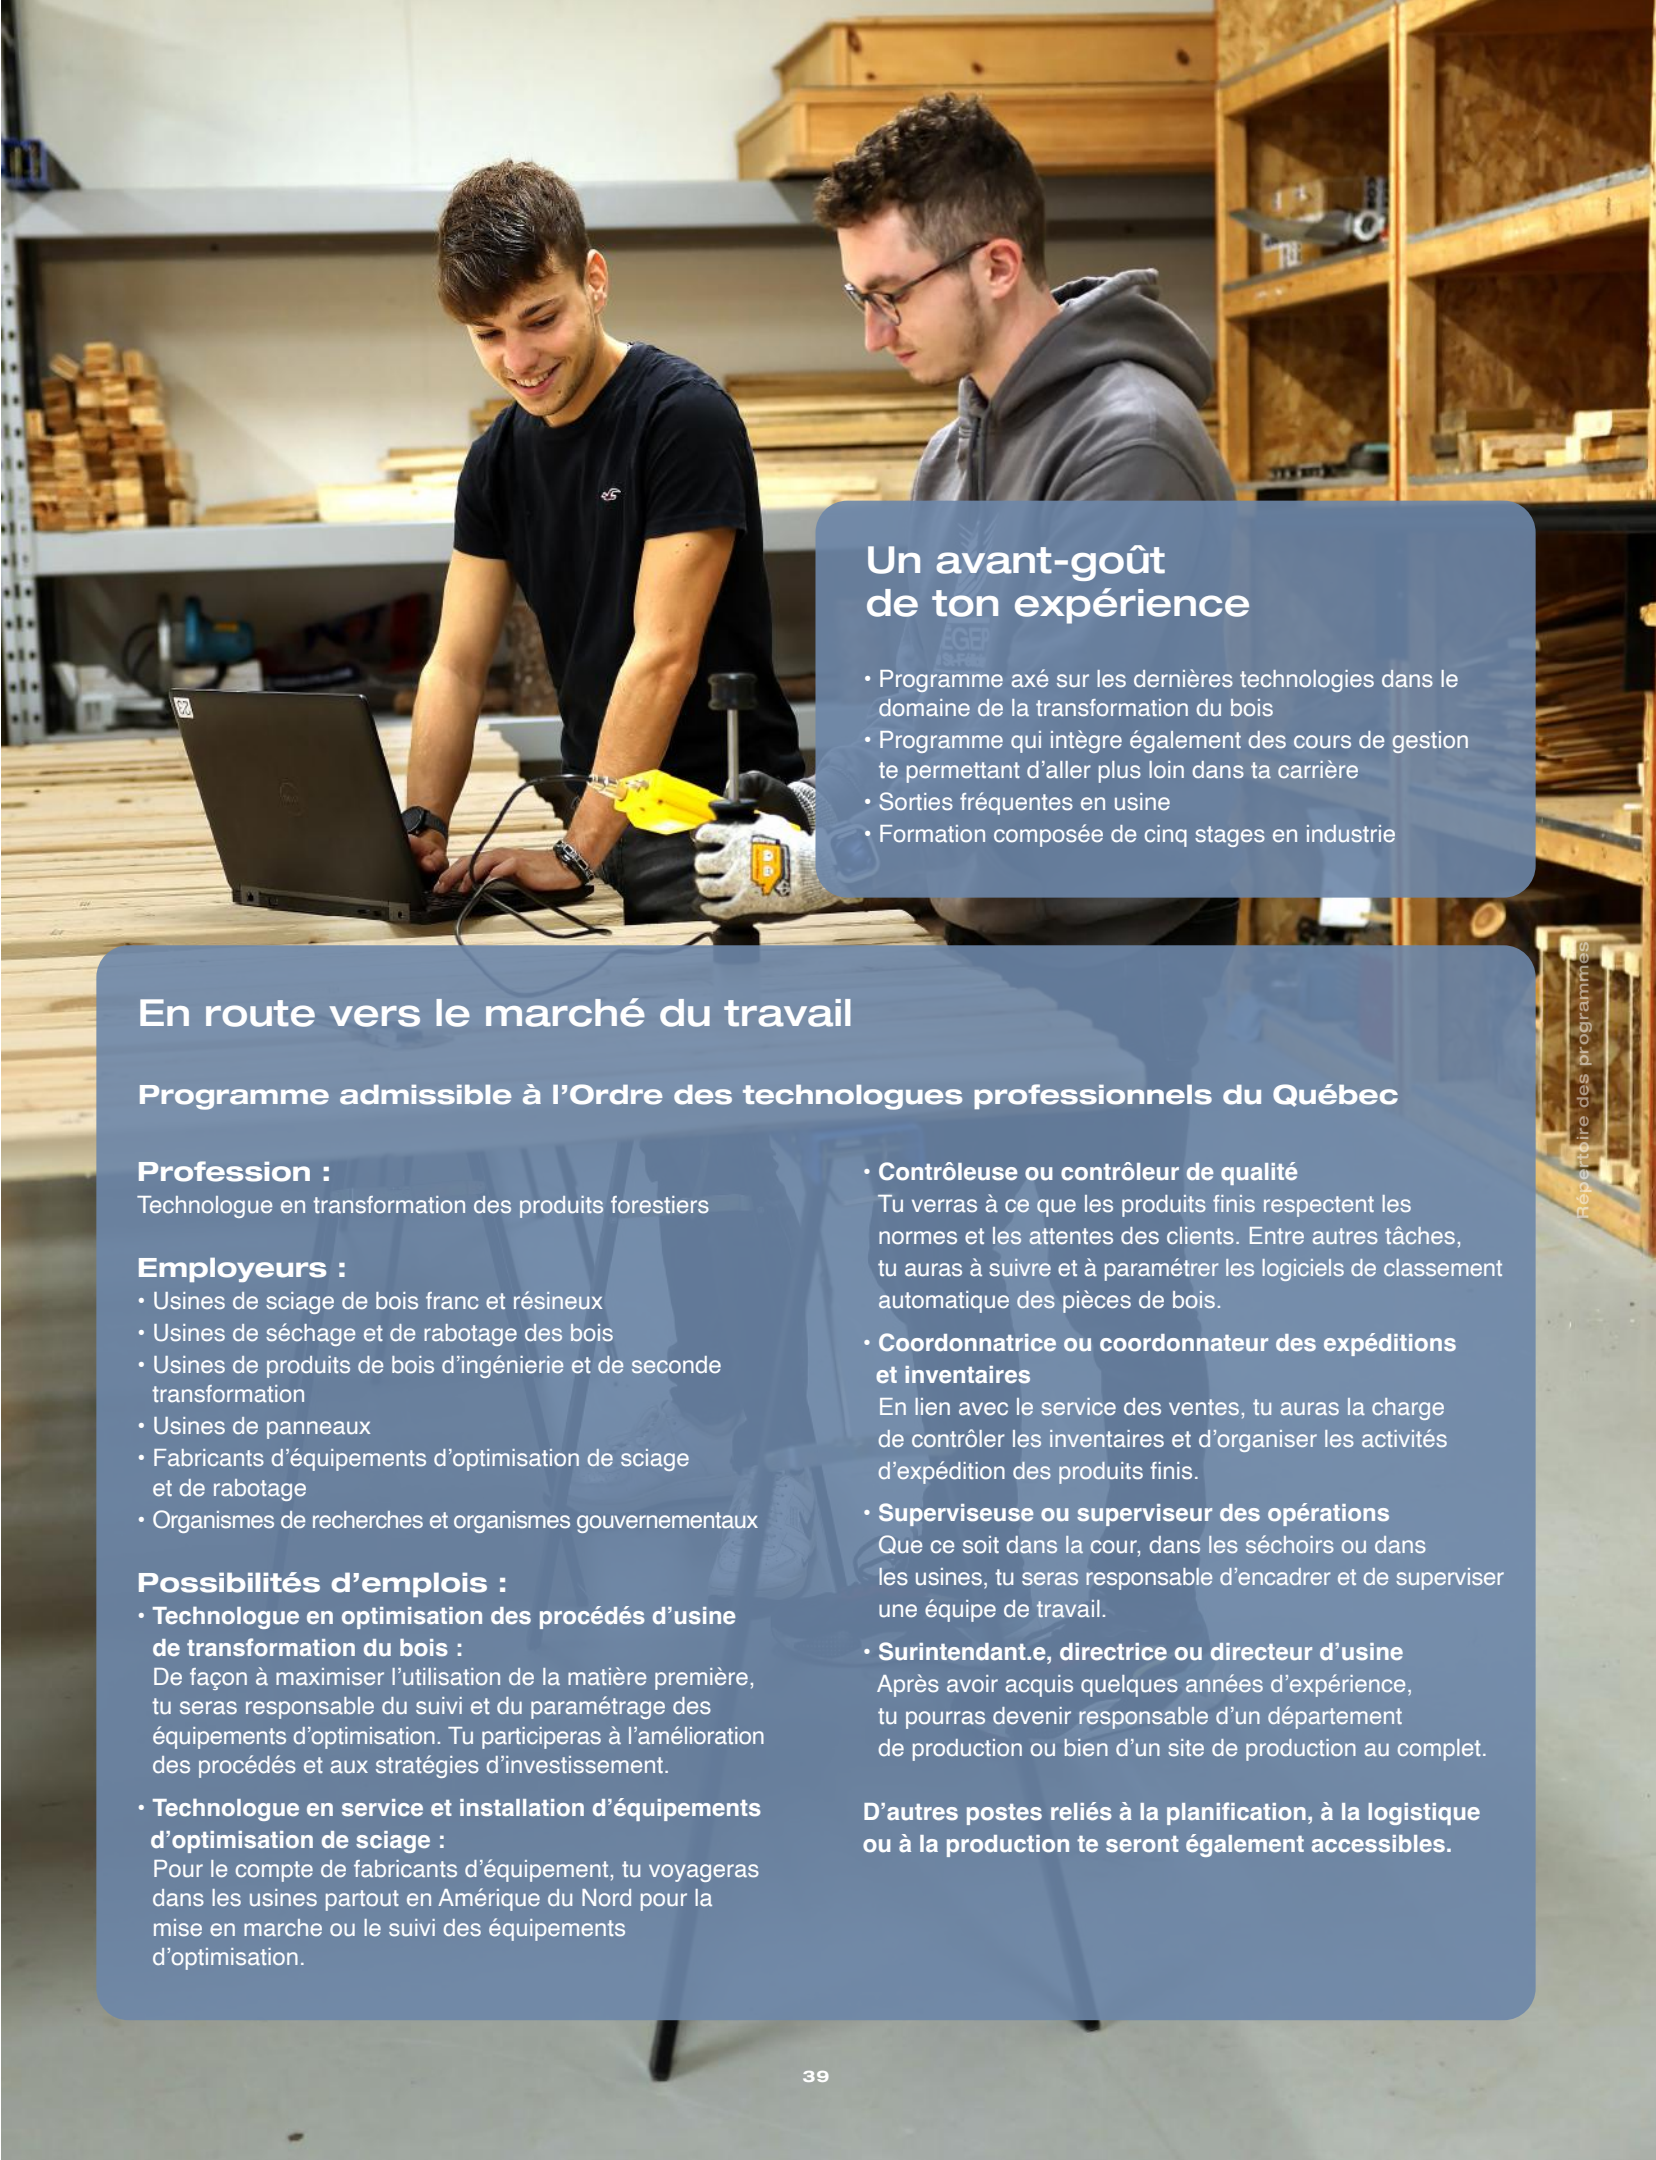 Un avant-goût
de ton expérience
• Programme axé sur les dernières technologies dans le
domaine de la transformation du bois
• Programme qui intègre également des cours de gestion
te permettant d’aller plus loin dans ta carrière
• Sorties fréquentes en usine
• Formation composée de cinq stages en industrie
En route vers le marché du travail
Programme admissible à l’Ordre des technologues professionnels du Québec
Profession :
Technologue en transformation des produits forestiers
Employeurs :
• Usines de sciage de bois franc et résineux
• Usines de séchage et de rabotage des bois
• Usines de produits de bois d’ingénierie et de seconde
transformation
• Usines de panneaux
• Fabricants d’équipements d’optimisation de sciage
et de rabotage
• Organismes de recherches et organismes gouvernementaux
Possibilités d’emplois :
• Technologue en optimisation des procédés d’usine
de transformation du bois :
De façon à maximiser l’utilisation de la matière première,
tu seras responsable du suivi et du paramétrage des
équipements d’optimisation. Tu participeras à l’amélioration
des procédés et aux stratégies d’investissement.
• Technologue en service et installation d’équipements
d’optimisation de sciage :
Pour le compte de fabricants d’équipement, tu voyageras
dans les usines partout en Amérique du Nord pour la
mise en marche ou le suivi des équipements
d’optimisation.
• Contrôleuse ou contrôleur de qualité
Tu verras à ce que les produits finis respectent les
normes et les attentes des clients. Entre autres tâches,
tu auras à suivre et à paramétrer les logiciels de classement
automatique des pièces de bois.
• Coordonnatrice ou coordonnateur des expéditions
et inventaires
En lien avec le service des ventes, tu auras la charge
de contrôler les inventaires et d’organiser les activités
d’expédition des produits finis.
• Superviseuse ou superviseur des opérations
Que ce soit dans la cour, dans les séchoirs ou dans
les usines, tu seras responsable d’encadrer et de superviser
une équipe de travail.
• Surintendant.e, directrice ou directeur d’usine
Après avoir acquis quelques années d’expérience,
tu pourras devenir responsable d’un département
de production ou bien d’un site de production au complet.
D’autres postes reliés à la planification, à la logistique
ou à la production te seront également accessibles.
Répertoire des programmes
39
23